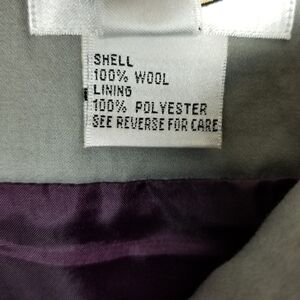 SHELL
100% WOOL
LINING
100% POLYESTER
SEE REVERSE FOR CARE